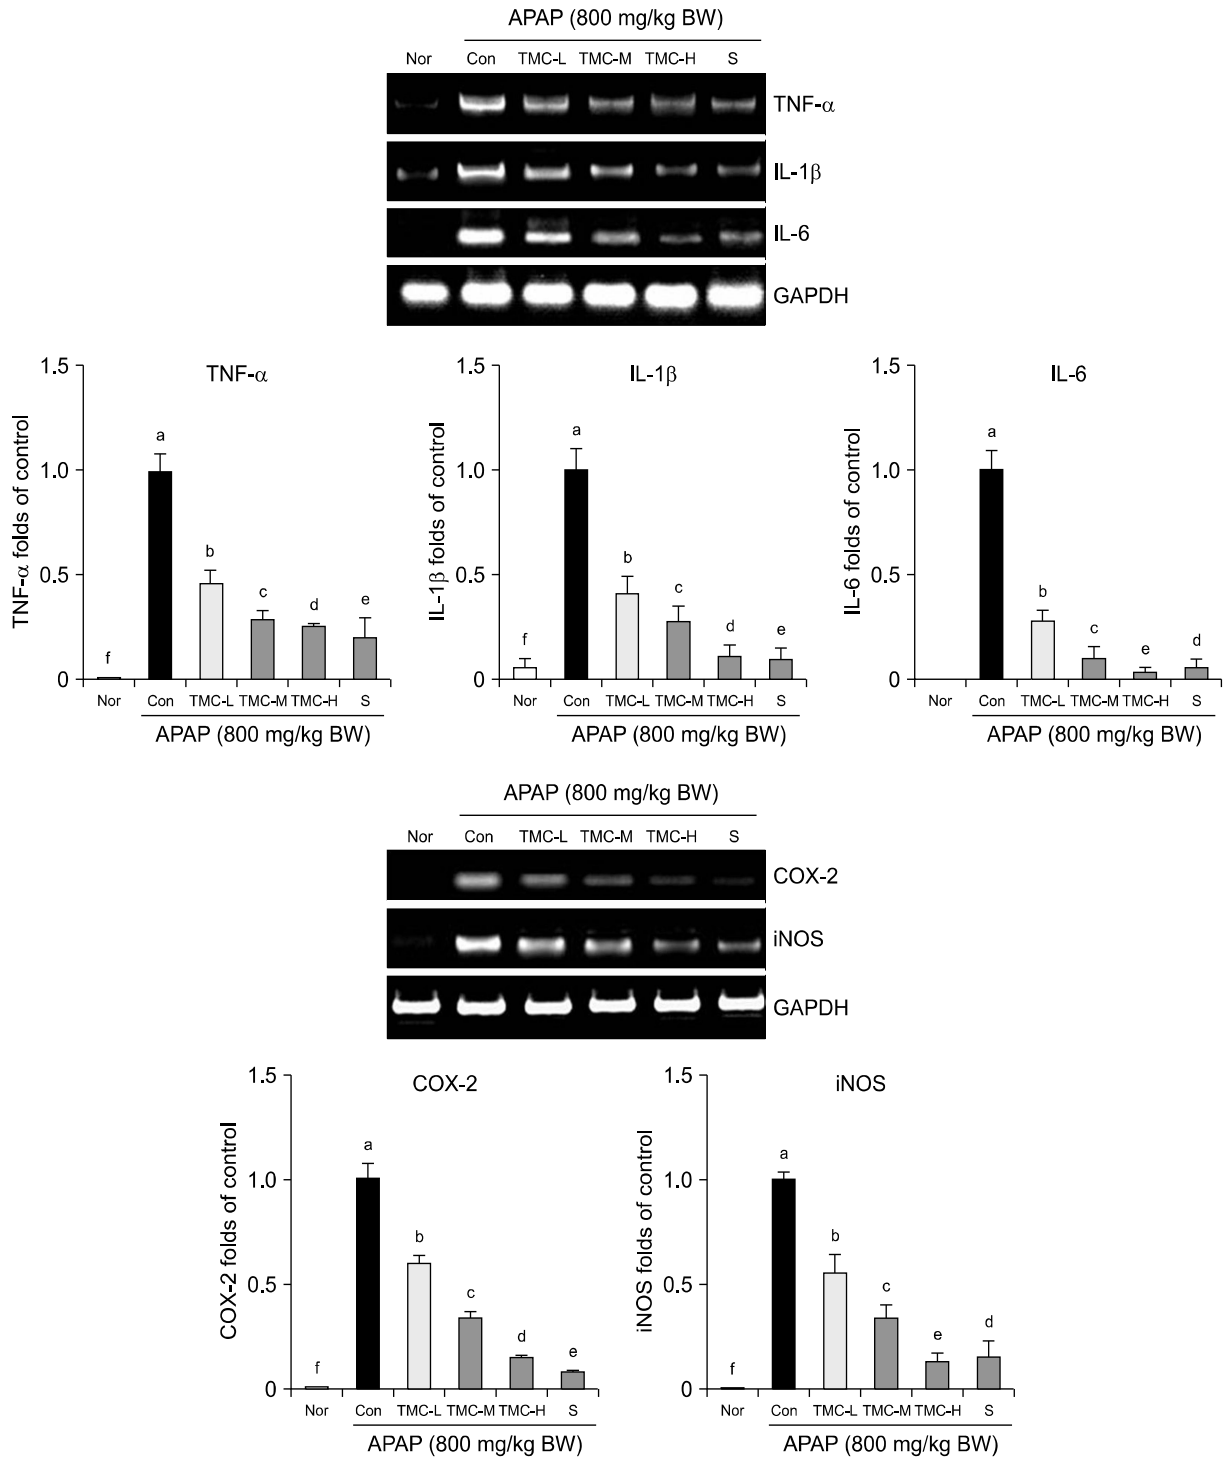 APAP (800 mg/kg BW)
Nor Con TMC-L TMC-M TMC-H S
TNF-α
IL-1β
IL-6
GAPDH
TNF-α
TNF-α folds of control
1.5
1.0
0.5
0
f a b c d e
Nor Con TMC-L TMC-M TMC-H S
APAP (800 mg/kg BW)
IL-1β
IL-1β folds of control
1.5
1.0
0.5
0
f a b c d e
Nor Con TMC-L TMC-M TMC-H S
APAP (800 mg/kg BW)
IL-6
IL-6 folds of control
1.5
1.0
0.5
0
a b c e d
Nor Con TMC-L TMC-M TMC-H S
APAP (800 mg/kg BW)
APAP (800 mg/kg BW)
Nor Con TMC-L TMC-M TMC-H S
COX-2
iNOS
GAPDH
COX-2
COX-2 folds of control
1.5
1.0
0.5
0
f a b c d e
Nor Con TMC-L TMC-M TMC-H S
APAP (800 mg/kg BW)
iNOS
iNOS folds of control
1.5
1.0
0.5
0
f a b c e d
Nor Con TMC-L TMC-M TMC-H S
APAP (800 mg/kg BW)